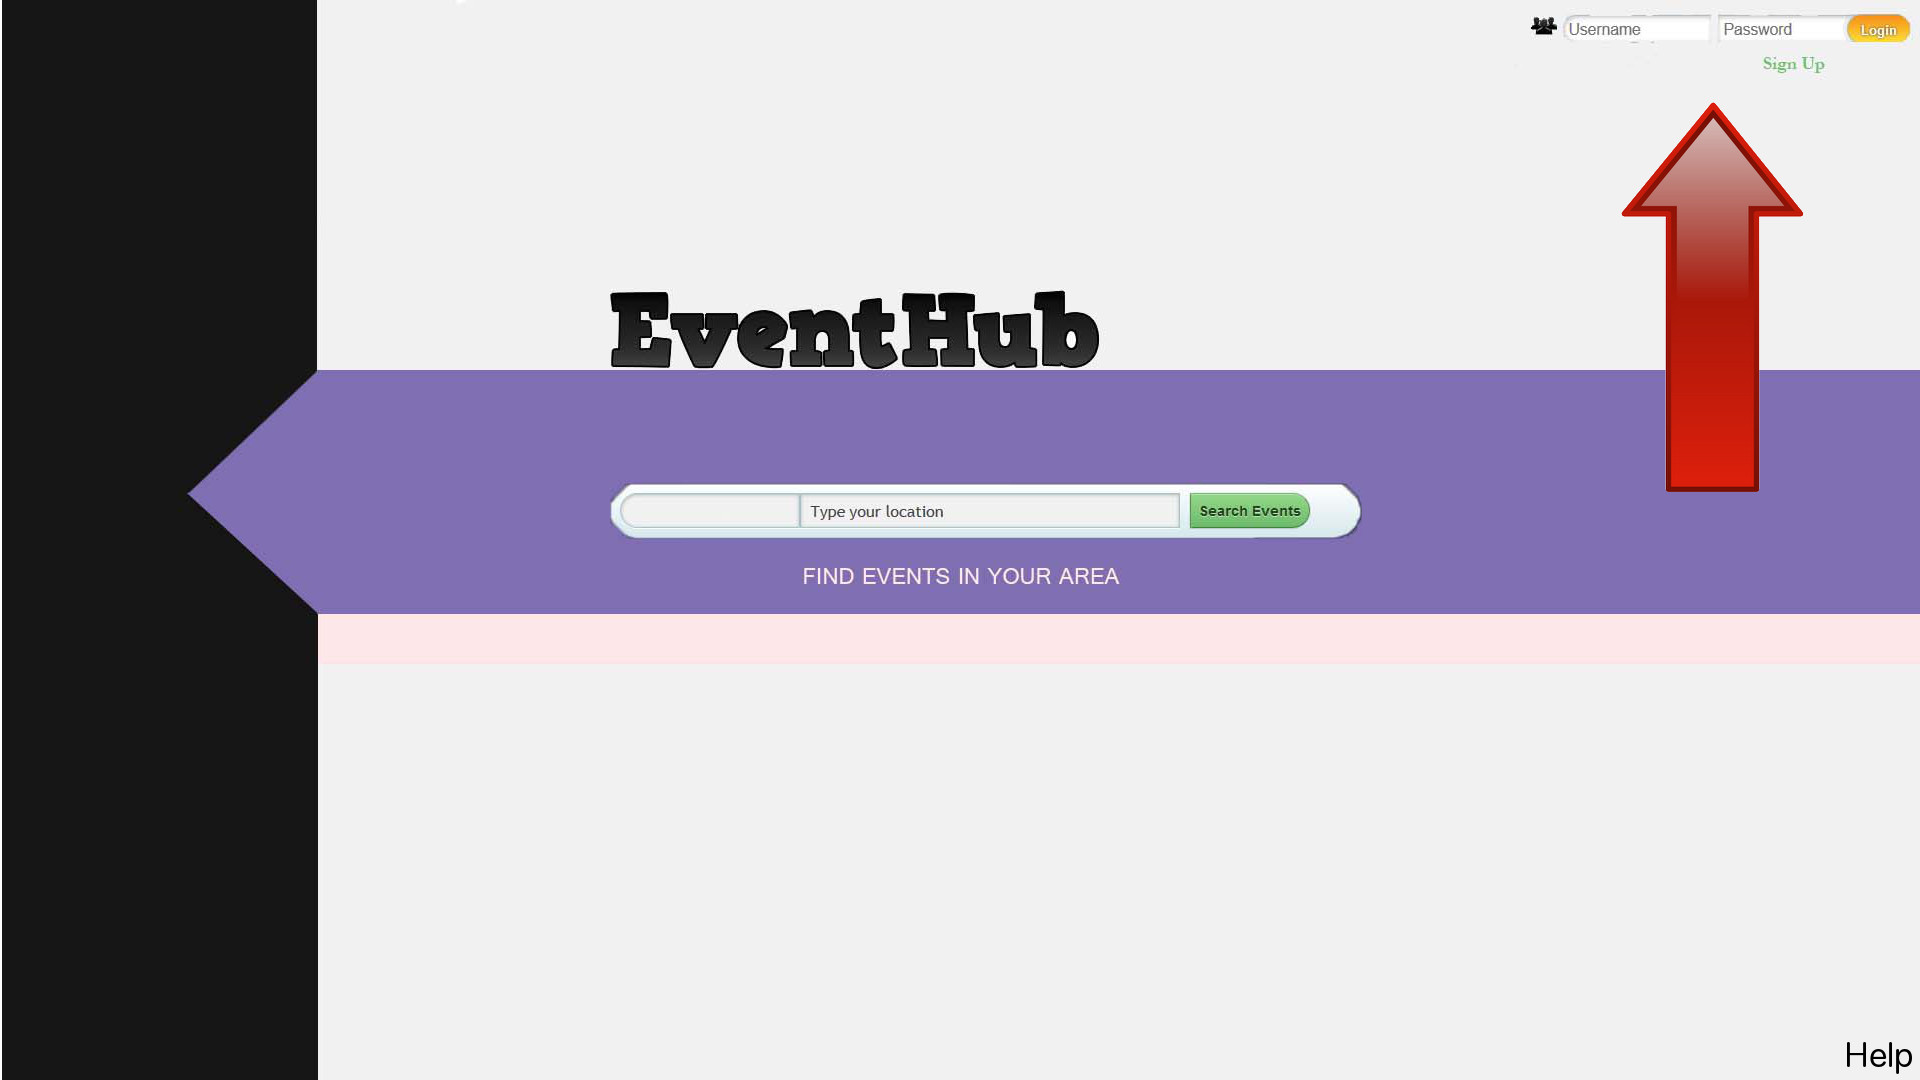 Username Password Login
Sign Up
EventHub
Type your location Search Events
FIND EVENTS IN YOUR AREA
Help